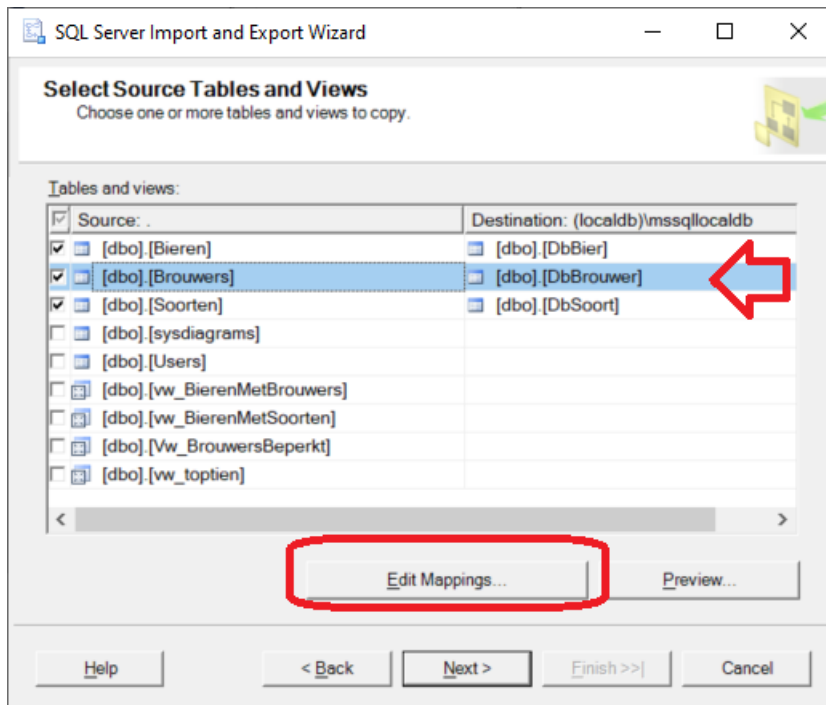 SQL Server Import and Export Wizard
Select Source Tables and Views
Choose one or more tables and views to copy.
Tables and views:
Source: . Destination: (localdb)\mssqllocaldb
[dbo].[Bieren] [dbo].[DbBier]
[dbo].[Brouwers] [dbo].[DbBrouwer]
[dbo].[Soorten] [dbo].[DbSoort]
[dbo].[sysdiagrams]
[dbo].[Users]
[dbo].[vw_BierenMetBrouwers]
[dbo].[vw_BierenMetSoorten]
[dbo].[Vw_BrouwersBeperkt]
[dbo].[vw_toptien]
Edit Mappings... Preview...
Help < Back Next > Finish >>| Cancel